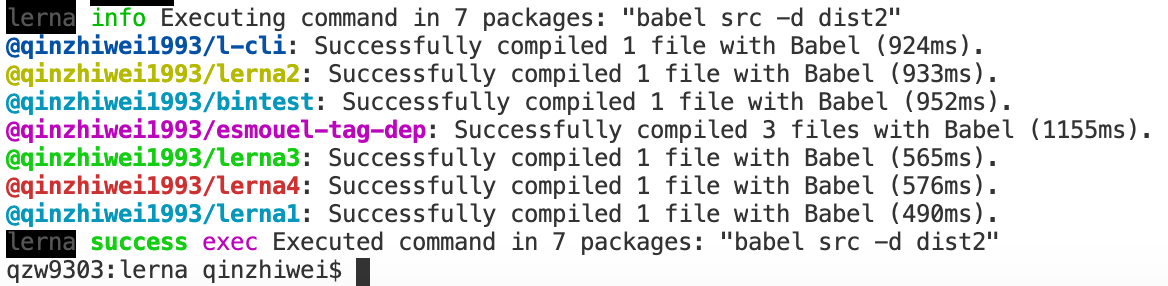 lerna info Executing command in 7 packages: "babel src -d dist2"
@qinzhiwei1993/l-cli: Successfully compiled 1 file with Babel (924ms).
@qinzhiwei1993/lerna2: Successfully compiled 1 file with Babel (933ms).
@qinzhiwei1993/bintest: Successfully compiled 1 file with Babel (952ms).
@qinzhiwei1993/esmouel-tag-dep: Successfully compiled 3 files with Babel (1155ms).
@qinzhiwei1993/lerna3: Successfully compiled 1 file with Babel (565ms).
@qinzhiwei1993/lerna4: Successfully compiled 1 file with Babel (576ms).
@qinzhiwei1993/lerna1: Successfully compiled 1 file with Babel (490ms).
lerna success exec Executed command in 7 packages: "babel src -d dist2"
qzw9303:lerna qinzhiwei$